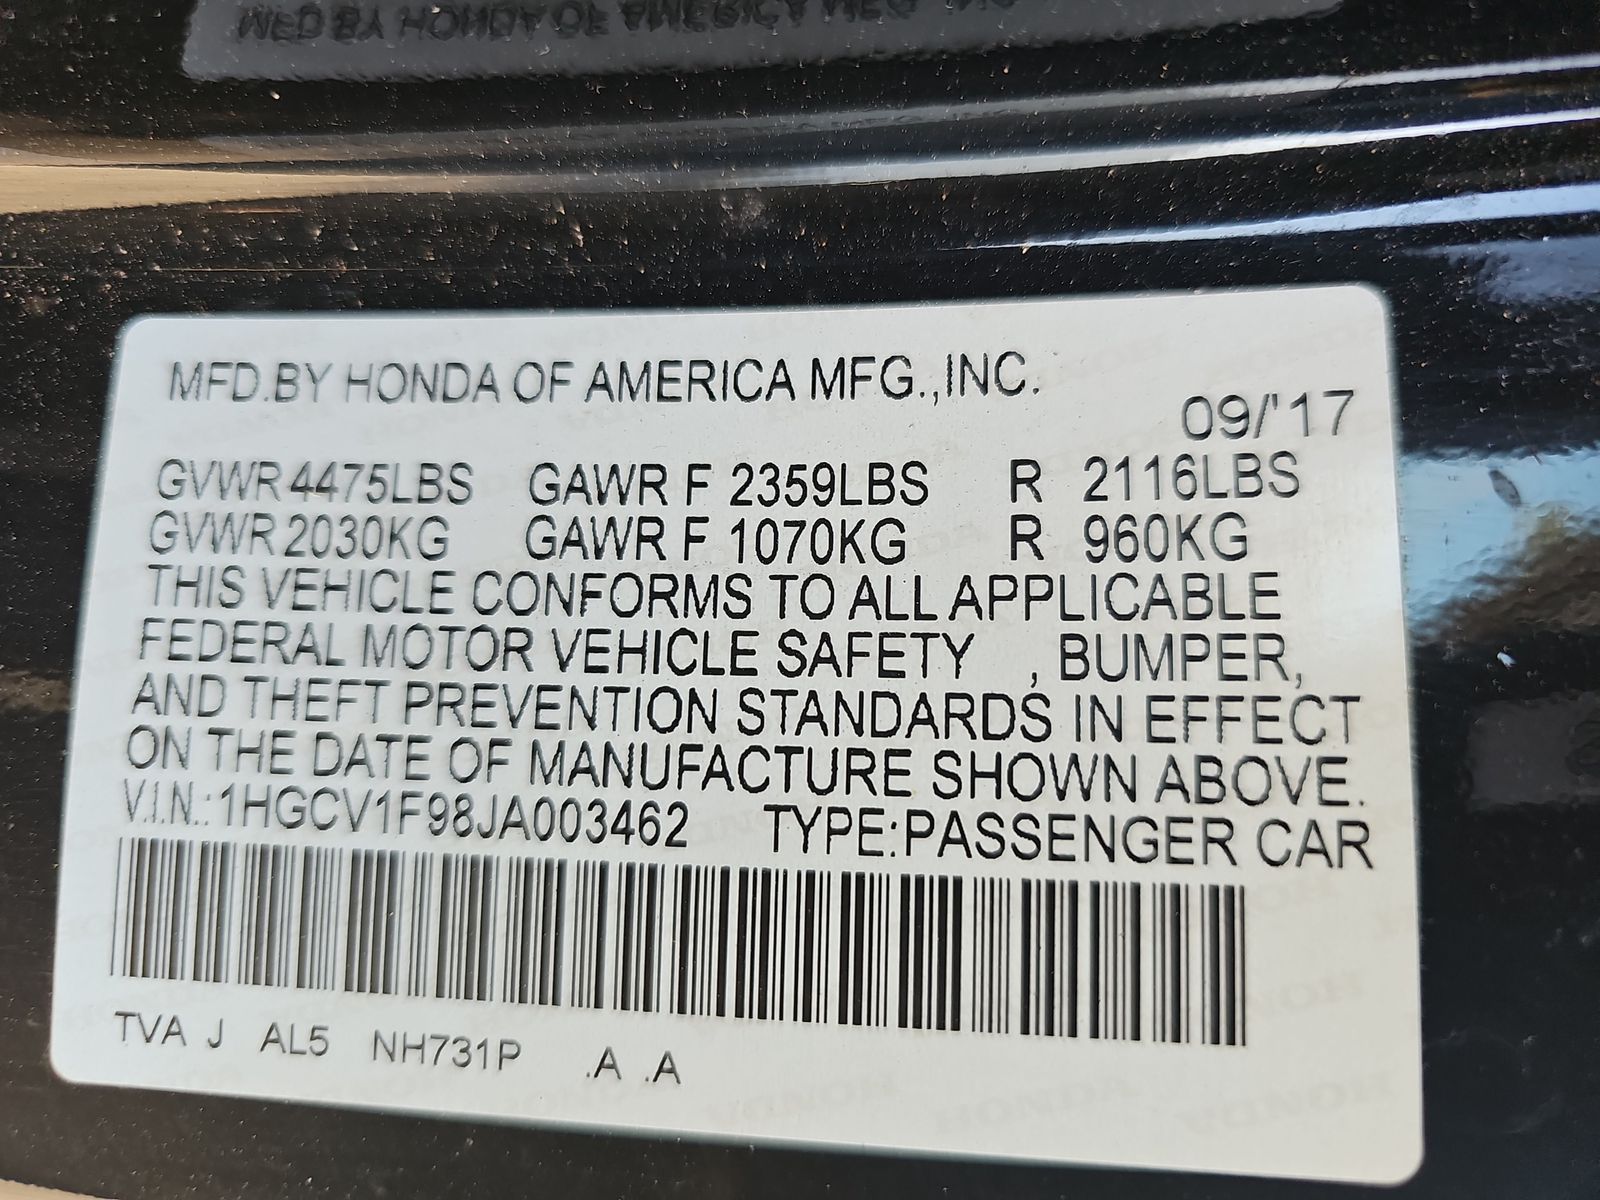 MFD.BY HONDA OF AMERICA MFG.,INC.
09/'17
GVWR 4475LBS GAWR F 2359LBS R 2116LBS
GVWR 2030KG GAWR F 1070KG R 960KG
THIS VEHICLE CONFORMS TO ALL APPLICABLE
FEDERAL MOTOR VEHICLE SAFETY , BUMPER,
AND THEFT PREVENTION STANDARDS IN EFFECT
ON THE DATE OF MANUFACTURE SHOWN ABOVE.
V.I.N.: 1HGCV1F98JA003462 TYPE:PASSENGER CAR
TVA J AL5 NH731P .A .A